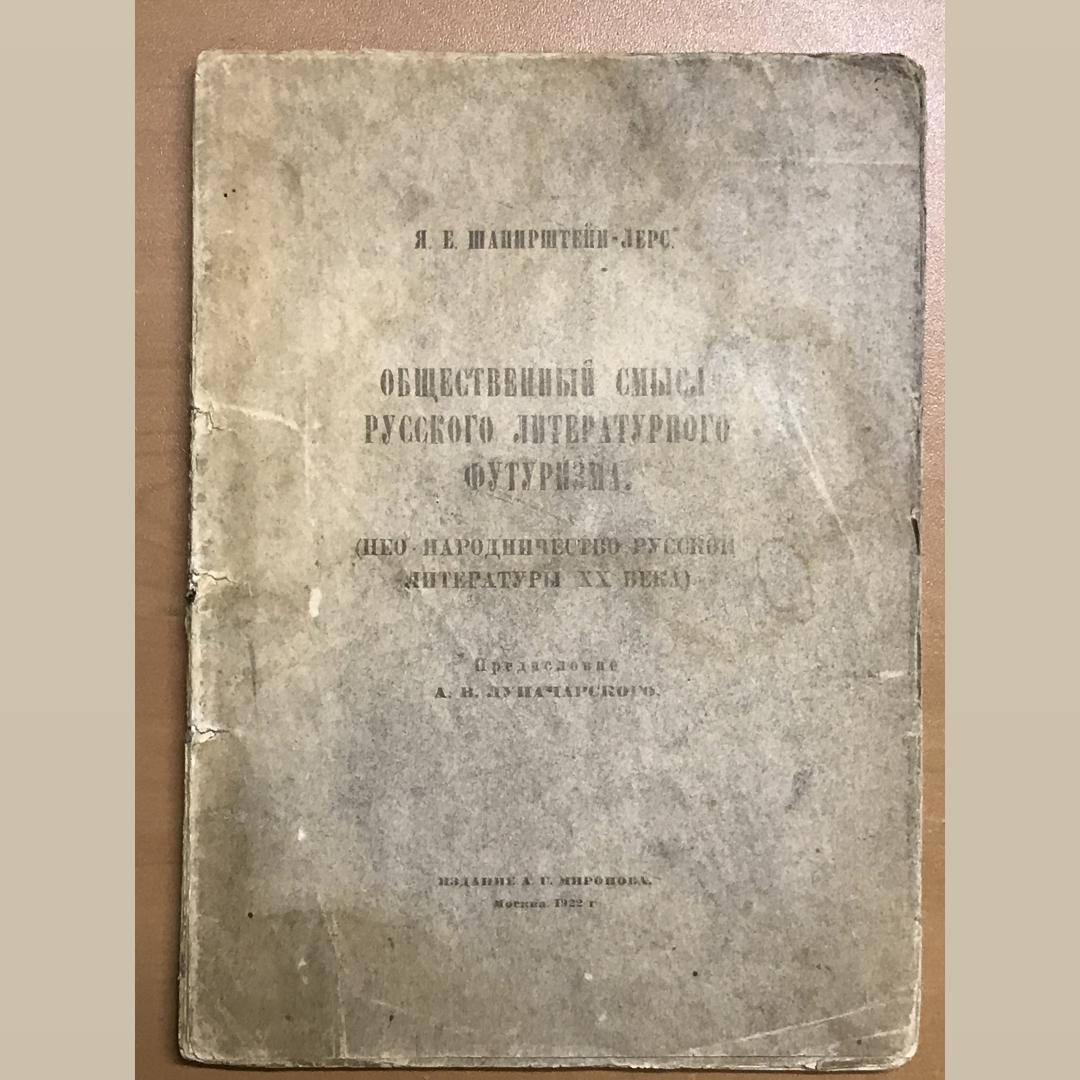 Я. Е. ШАПИРШТЕЙН-ЛЕРС.
ОБЩЕСТВЕННЫЙ СМЫСЛ
РУССКОГО ЛИТЕРАТУРНОГО
ФУТУРИЗМА.
(НЕО-НАРОДНИЧЕСТВО РУССКОЙ
ЛИТЕРАТУРЫ XX ВЕКА)
Предисловие
А. В. ЛУНАЧАРСКОГО.
ИЗДАНИЕ А. Г. МИРОНОВА.
Москва. 1922 г